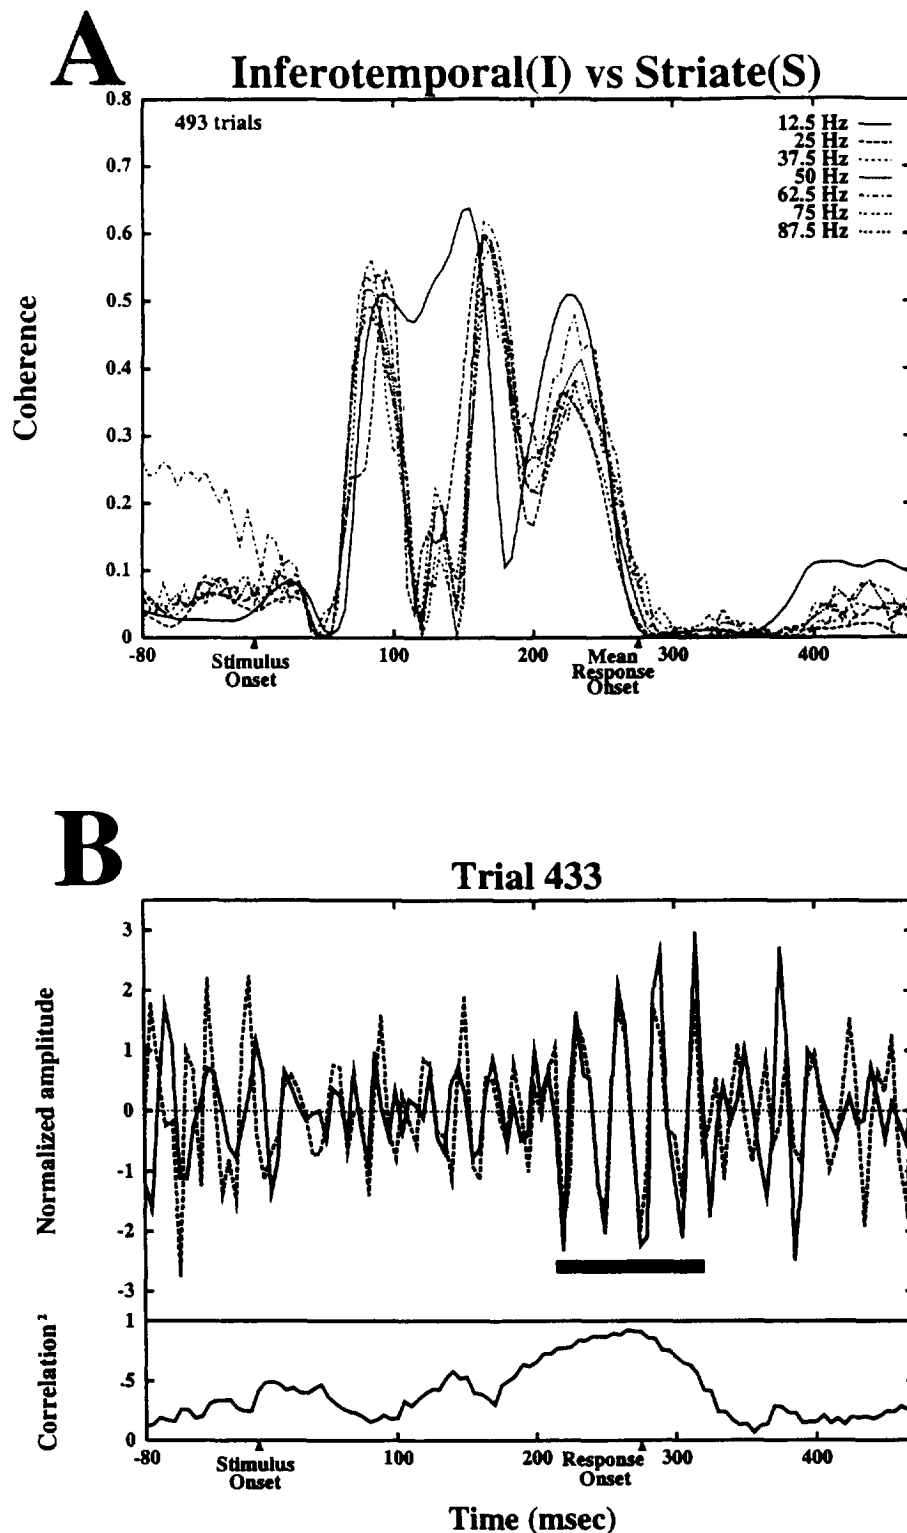 A
Inferotemporal(I) vs Striate(S)
493 trials
12.5 Hz
25 Hz
37.5 Hz
50 Hz
62.5 Hz
75 Hz
87.5 Hz
Coherence
0.8
0.7
0.6
0.5
0.4
0.3
0.2
0.1
0
-80 100 200 300 400
Stimulus Onset
Mean Response Onset
B
Trial 433
Normalized amplitude
3
2
1
0
-1
-2
-3
Correlation²
1
.5
0
-80 100 200 300 400
Stimulus Onset
Response Onset
Time (msec)